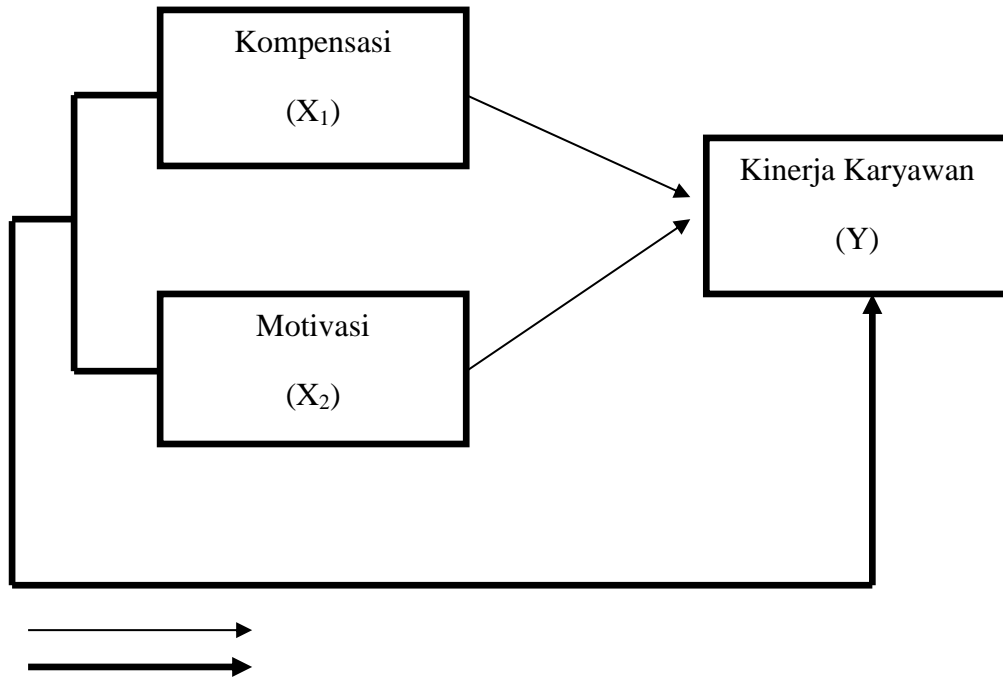 Kompensasi
(X₁)
Kinerja Karyawan
(Y)
Motivasi
(X₂)